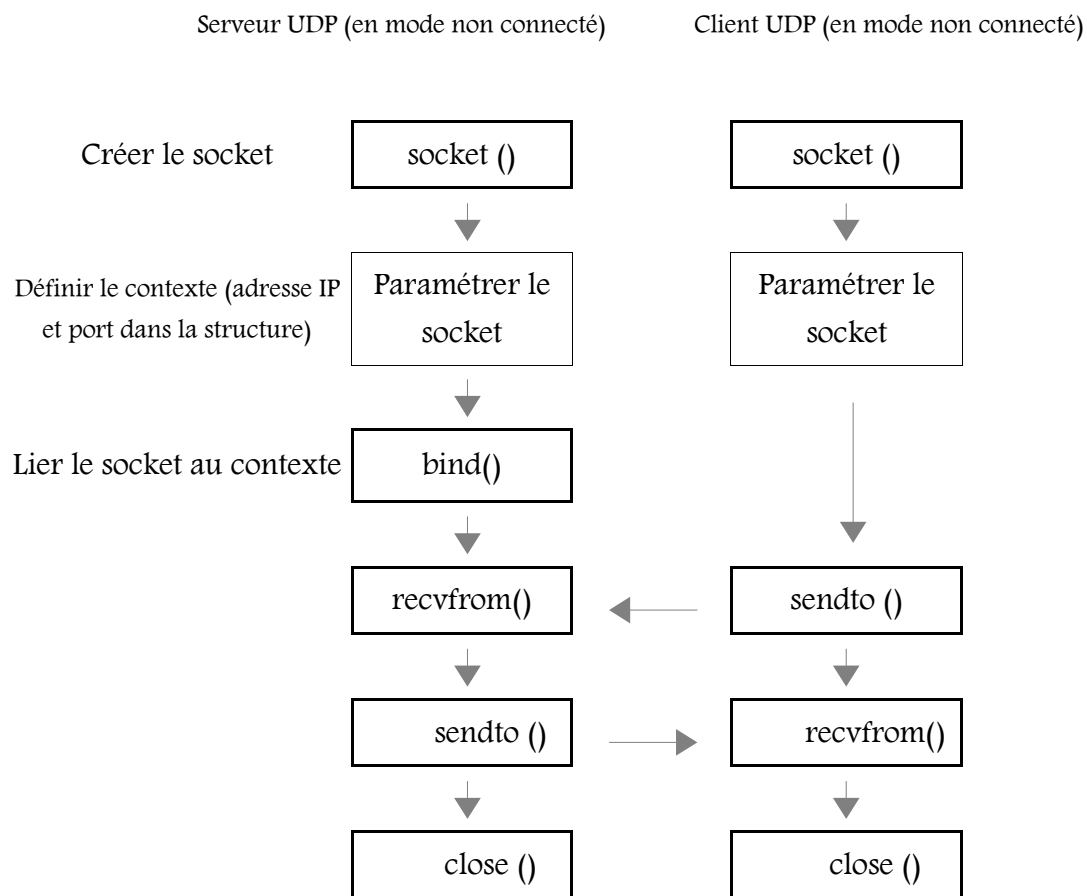 Serveur UDP (en mode non connecté) Client UDP (en mode non connecté)
Créer le socket socket () socket ()
Définir le contexte (adresse IP
et port dans la structure)
Paramétrer le
socket
Paramétrer le
socket
Lier le socket au contexte bind()
recvfrom() sendto ()
sendto () recvfrom()
close () close ()